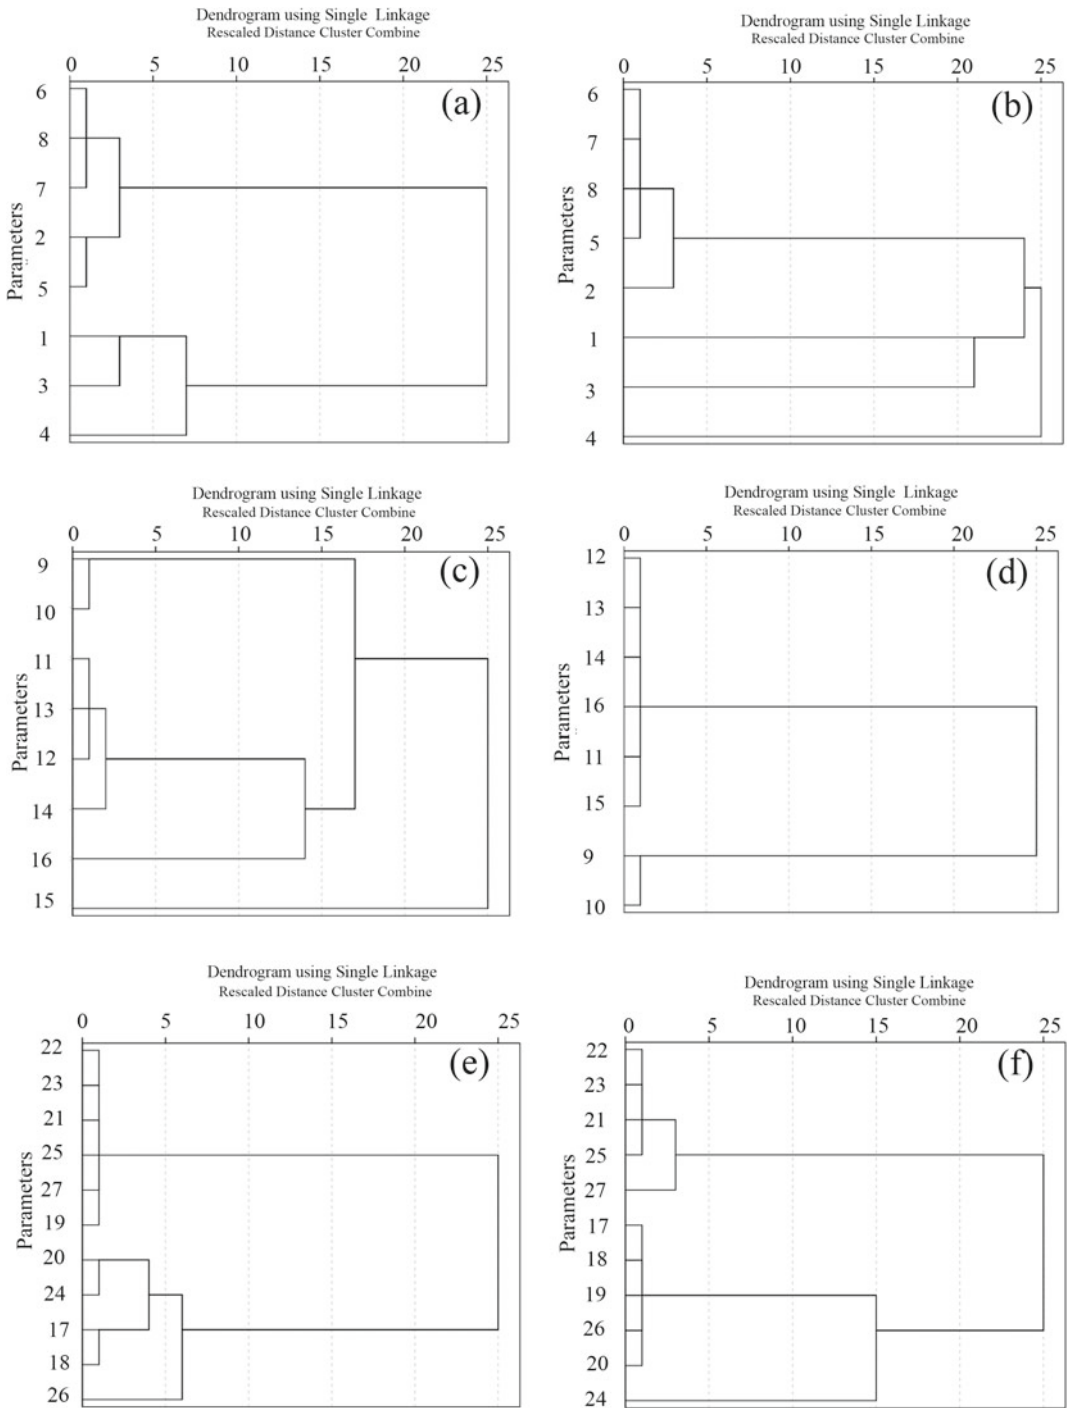 Dendrogram using Single Linkage
Rescaled Distance Cluster Combine
0 5 10 15 20 25
(a)
Parameters
6
8
7
2
5
1
3
4
Dendrogram using Single Linkage
Rescaled Distance Cluster Combine
0 5 10 15 20 25
(b)
Parameters
6
7
8
5
2
1
3
4
Dendrogram using Single Linkage
Rescaled Distance Cluster Combine
0 5 10 15 20 25
(c)
Parameters
9
10
11
13
12
14
16
15
Dendrogram using Single Linkage
Rescaled Distance Cluster Combine
0 5 10 15 20 25
(d)
Parameters
12
13
14
16
11
15
9
10
Dendrogram using Single Linkage
Rescaled Distance Cluster Combine
0 5 10 15 20 25
(e)
Parameters
22
23
21
25
27
19
20
24
17
18
26
Dendrogram using Single Linkage
Rescaled Distance Cluster Combine
0 5 10 15 20 25
(f)
Parameters
22
23
21
25
27
17
18
19
26
20
24